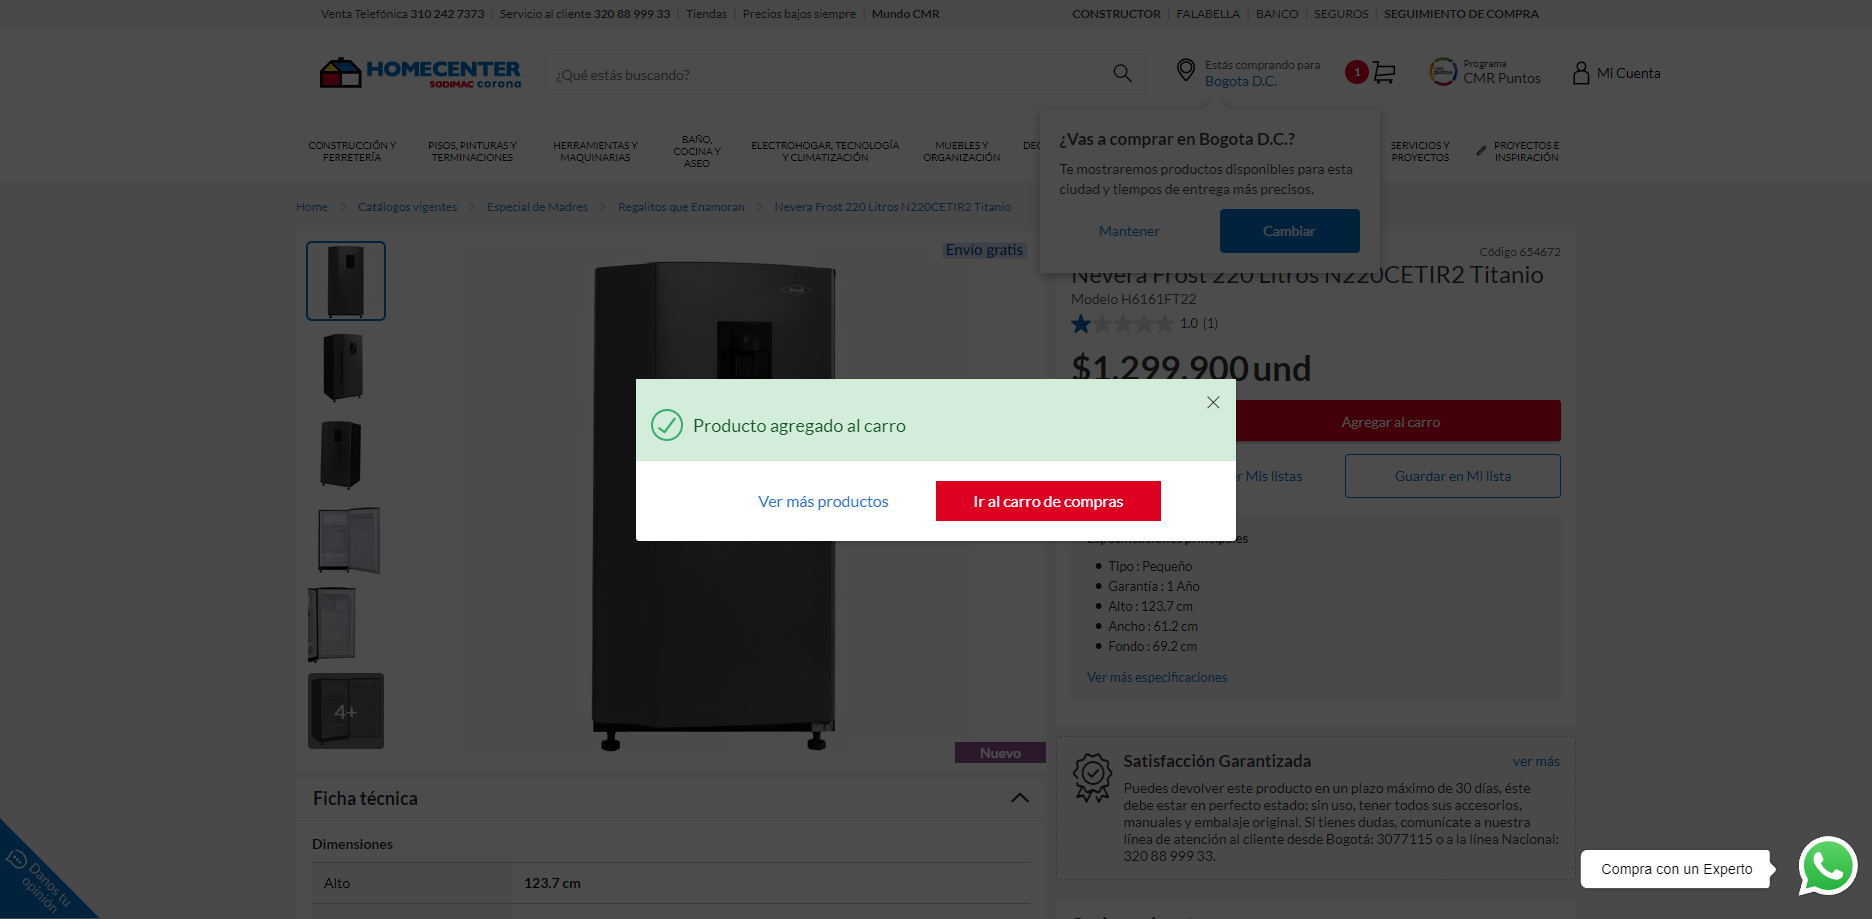 Venta Telefónica 310 242 7373 | Servicio al cliente 320 88 999 33 | Tiendas | Precios bajos siempre | Mundo CMR
CONSTRUCTOR | FALABELLA | BANCO | SEGUROS | SEGUIMIENTO DE COMPRA
HOMECENTER
SODIMAC corona
¿Qué estás buscando?
Estás comprando para
Bogota D.C.
1
Programa
CMR Puntos
Mi Cuenta
CONSTRUCCIÓN Y
FERRETERÍA
PISOS, PINTURAS Y
TERMINACIONES
HERRAMIENTAS Y
MAQUINARIAS
BAÑO,
COCINA Y
ASEO
ELECTROHOGAR, TECNOLOGÍA
Y CLIMATIZACIÓN
MUEBLES Y
ORGANIZACIÓN
SERVICIOS Y
PROYECTOS
PROYECTOS E
INSPIRACIÓN
¿Vas a comprar en Bogota D.C.?
Te mostraremos productos disponibles para esta
ciudad y tiempos de entrega más precisos.
Mantener
Cambiar
Home > Catálogos vigentes > Especial de Madres > Regalitos que Enamoran > Nevera Frost 220 Litros N220CETIR2 Titanio
Envío gratis
Código 654672
Nevera Frost 220 Litros N220CETIR2 Titanio
Modelo H6161FT22
1.0 (1)
$1.299.900 und
Agregar al carro
Mis listas
Guardar en Mi lista
Producto agregado al carro
Ver más productos
Ir al carro de compras
Especificaciones principales
• Tipo : Pequeño
• Garantía : 1 Año
• Alto : 123.7 cm
• Ancho : 61.2 cm
• Fondo : 69.2 cm
Ver más especificaciones
4+
Nuevo
Satisfacción Garantizada
ver más
Puedes devolver este producto en un plazo máximo de 30 días, éste
debe estar en perfecto estado: sin uso, tener todos sus accesorios,
manuales y embalaje original. Si tienes dudas, comunícate a nuestra
línea de atención al cliente desde Bogotá: 3077115 o a la línea Nacional:
320 88 999 33.
Ficha técnica
Dimensiones
Alto
123.7 cm
Danos tu
opinión
Compra con un Experto